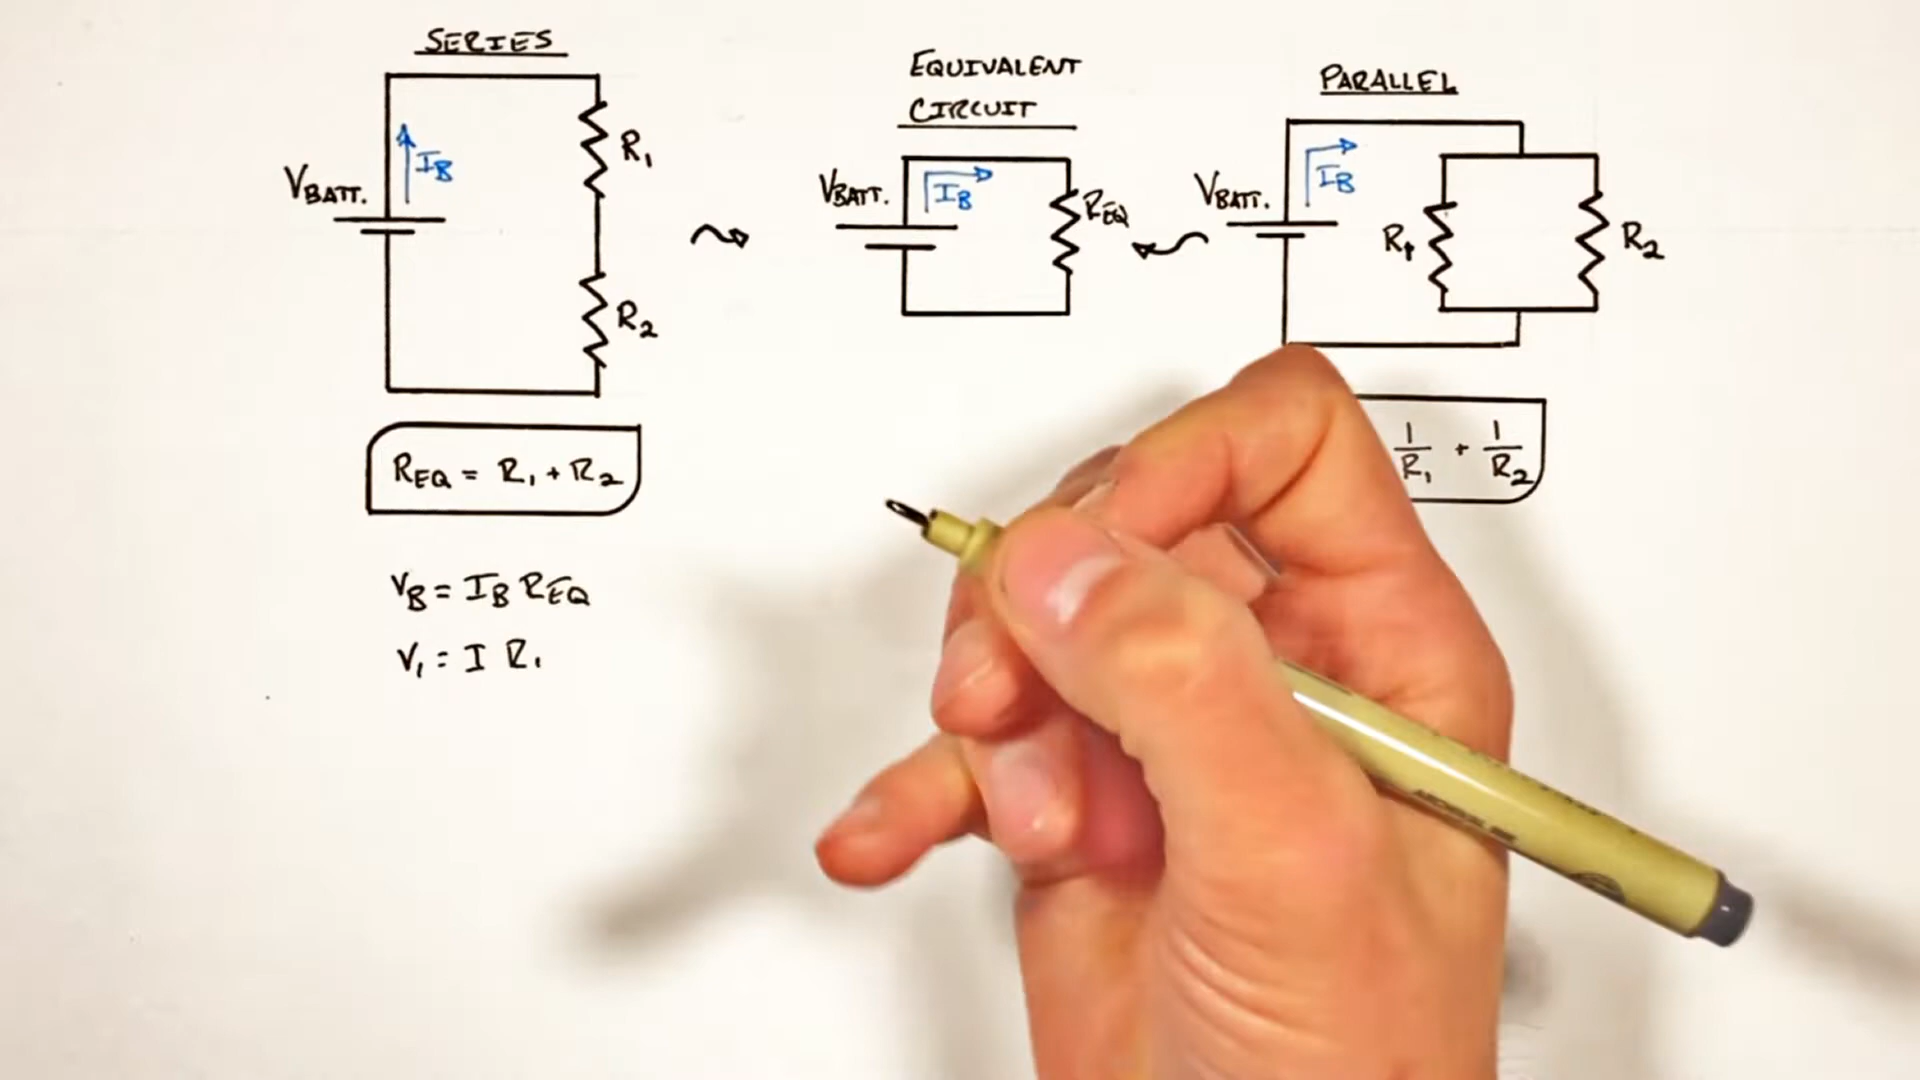 SERIES
R1
IB
VBATT.
R2
REQ = R1 + R2
VB = IB REQ
V1 = I R1
EQUIVALENT
CIRCUIT
VBATT.
IB
REQ
PARALLEL
IB
VBATT.
R1
R2
1/R1 + 1/R2